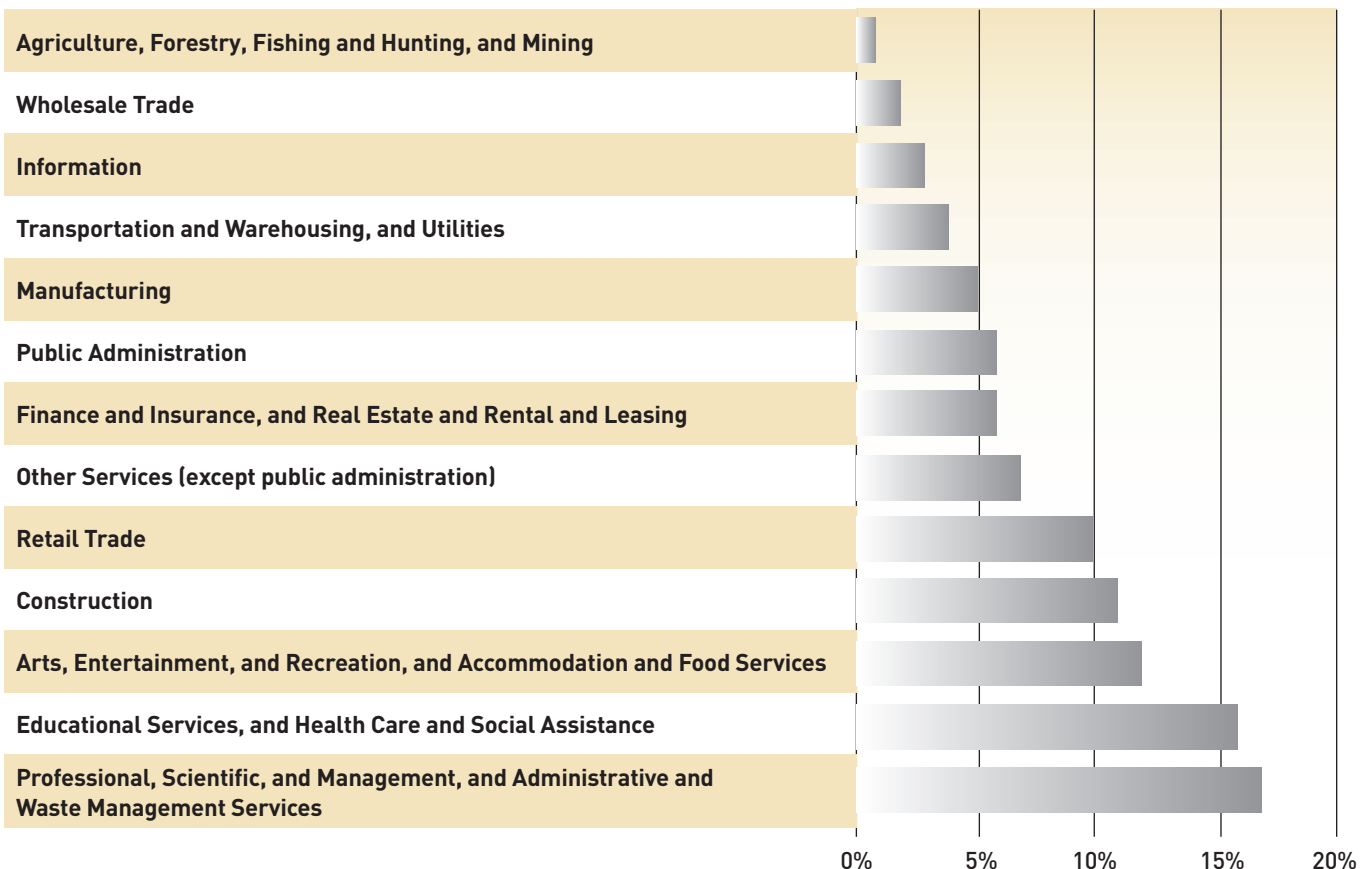 Agriculture, Forestry, Fishing and Hunting, and Mining
Wholesale Trade
Information
Transportation and Warehousing, and Utilities
Manufacturing
Public Administration
Finance and Insurance, and Real Estate and Rental and Leasing
Other Services (except public administration)
Retail Trade
Construction
Arts, Entertainment, and Recreation, and Accommodation and Food Services
Educational Services, and Health Care and Social Assistance
Professional, Scientific, and Management, and Administrative and
Waste Management Services
0% 5% 10% 15% 20%